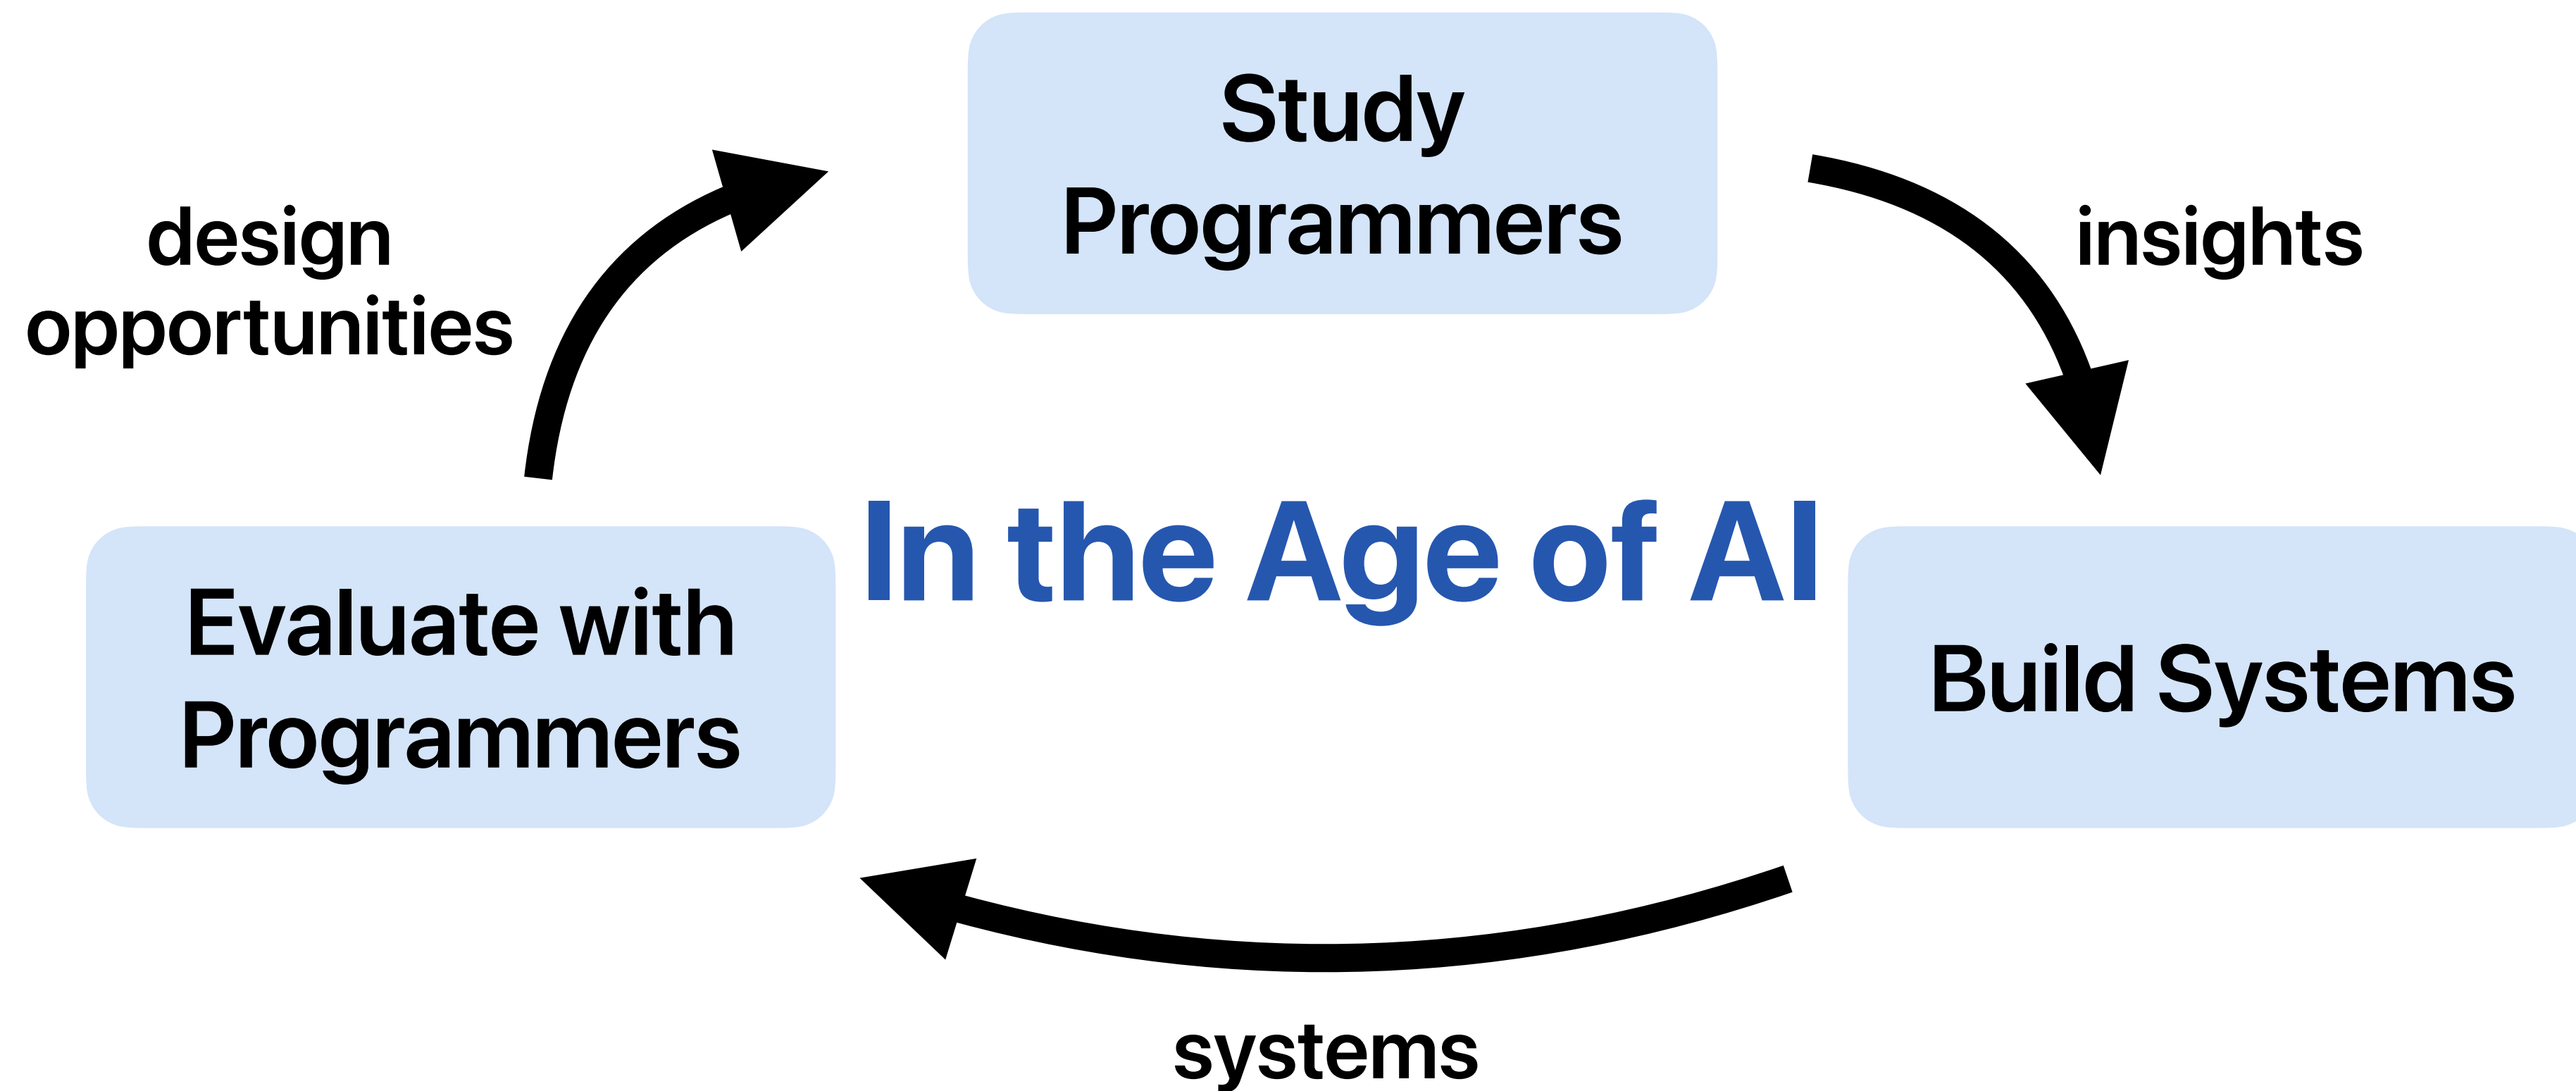 Study
Programmers
design
opportunities
insights
In the Age of AI
Evaluate with
Programmers
Build Systems
systems